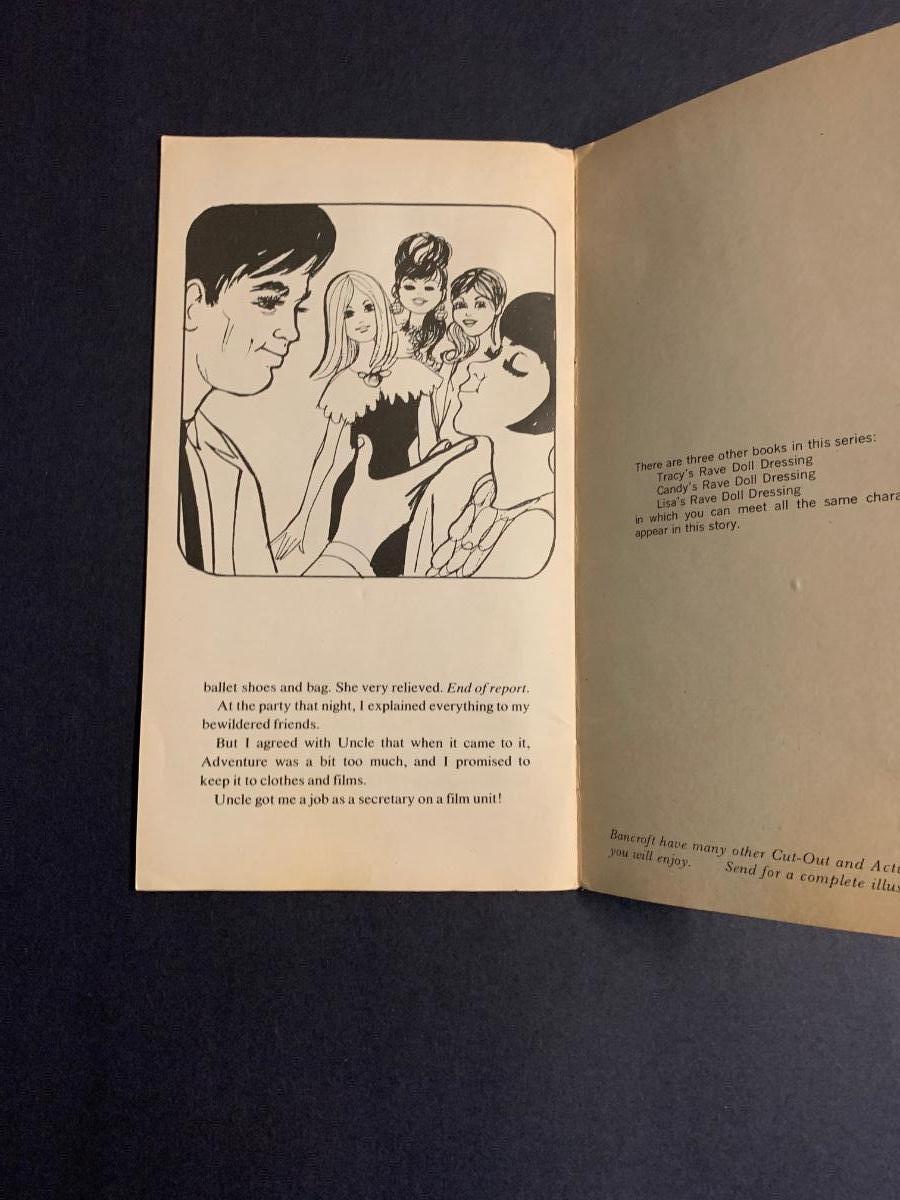 ballet shoes and bag. She very relieved. End of report.
At the party that night, I explained everything to my
bewildered friends.
But I agreed with Uncle that when it came to it,
Adventure was a bit too much, and I promised to
keep it to clothes and films.
Uncle got me a job as a secretary on a film unit!
There are three other books in this series:
Tracy's Rave Doll Dressing
Candy's Rave Doll Dressing
Lisa's Rave Doll Dressing
in which you can meet all the same
appear in this story.
Bancroft have many other Cut-Out and
you will enjoy. Send for a complete